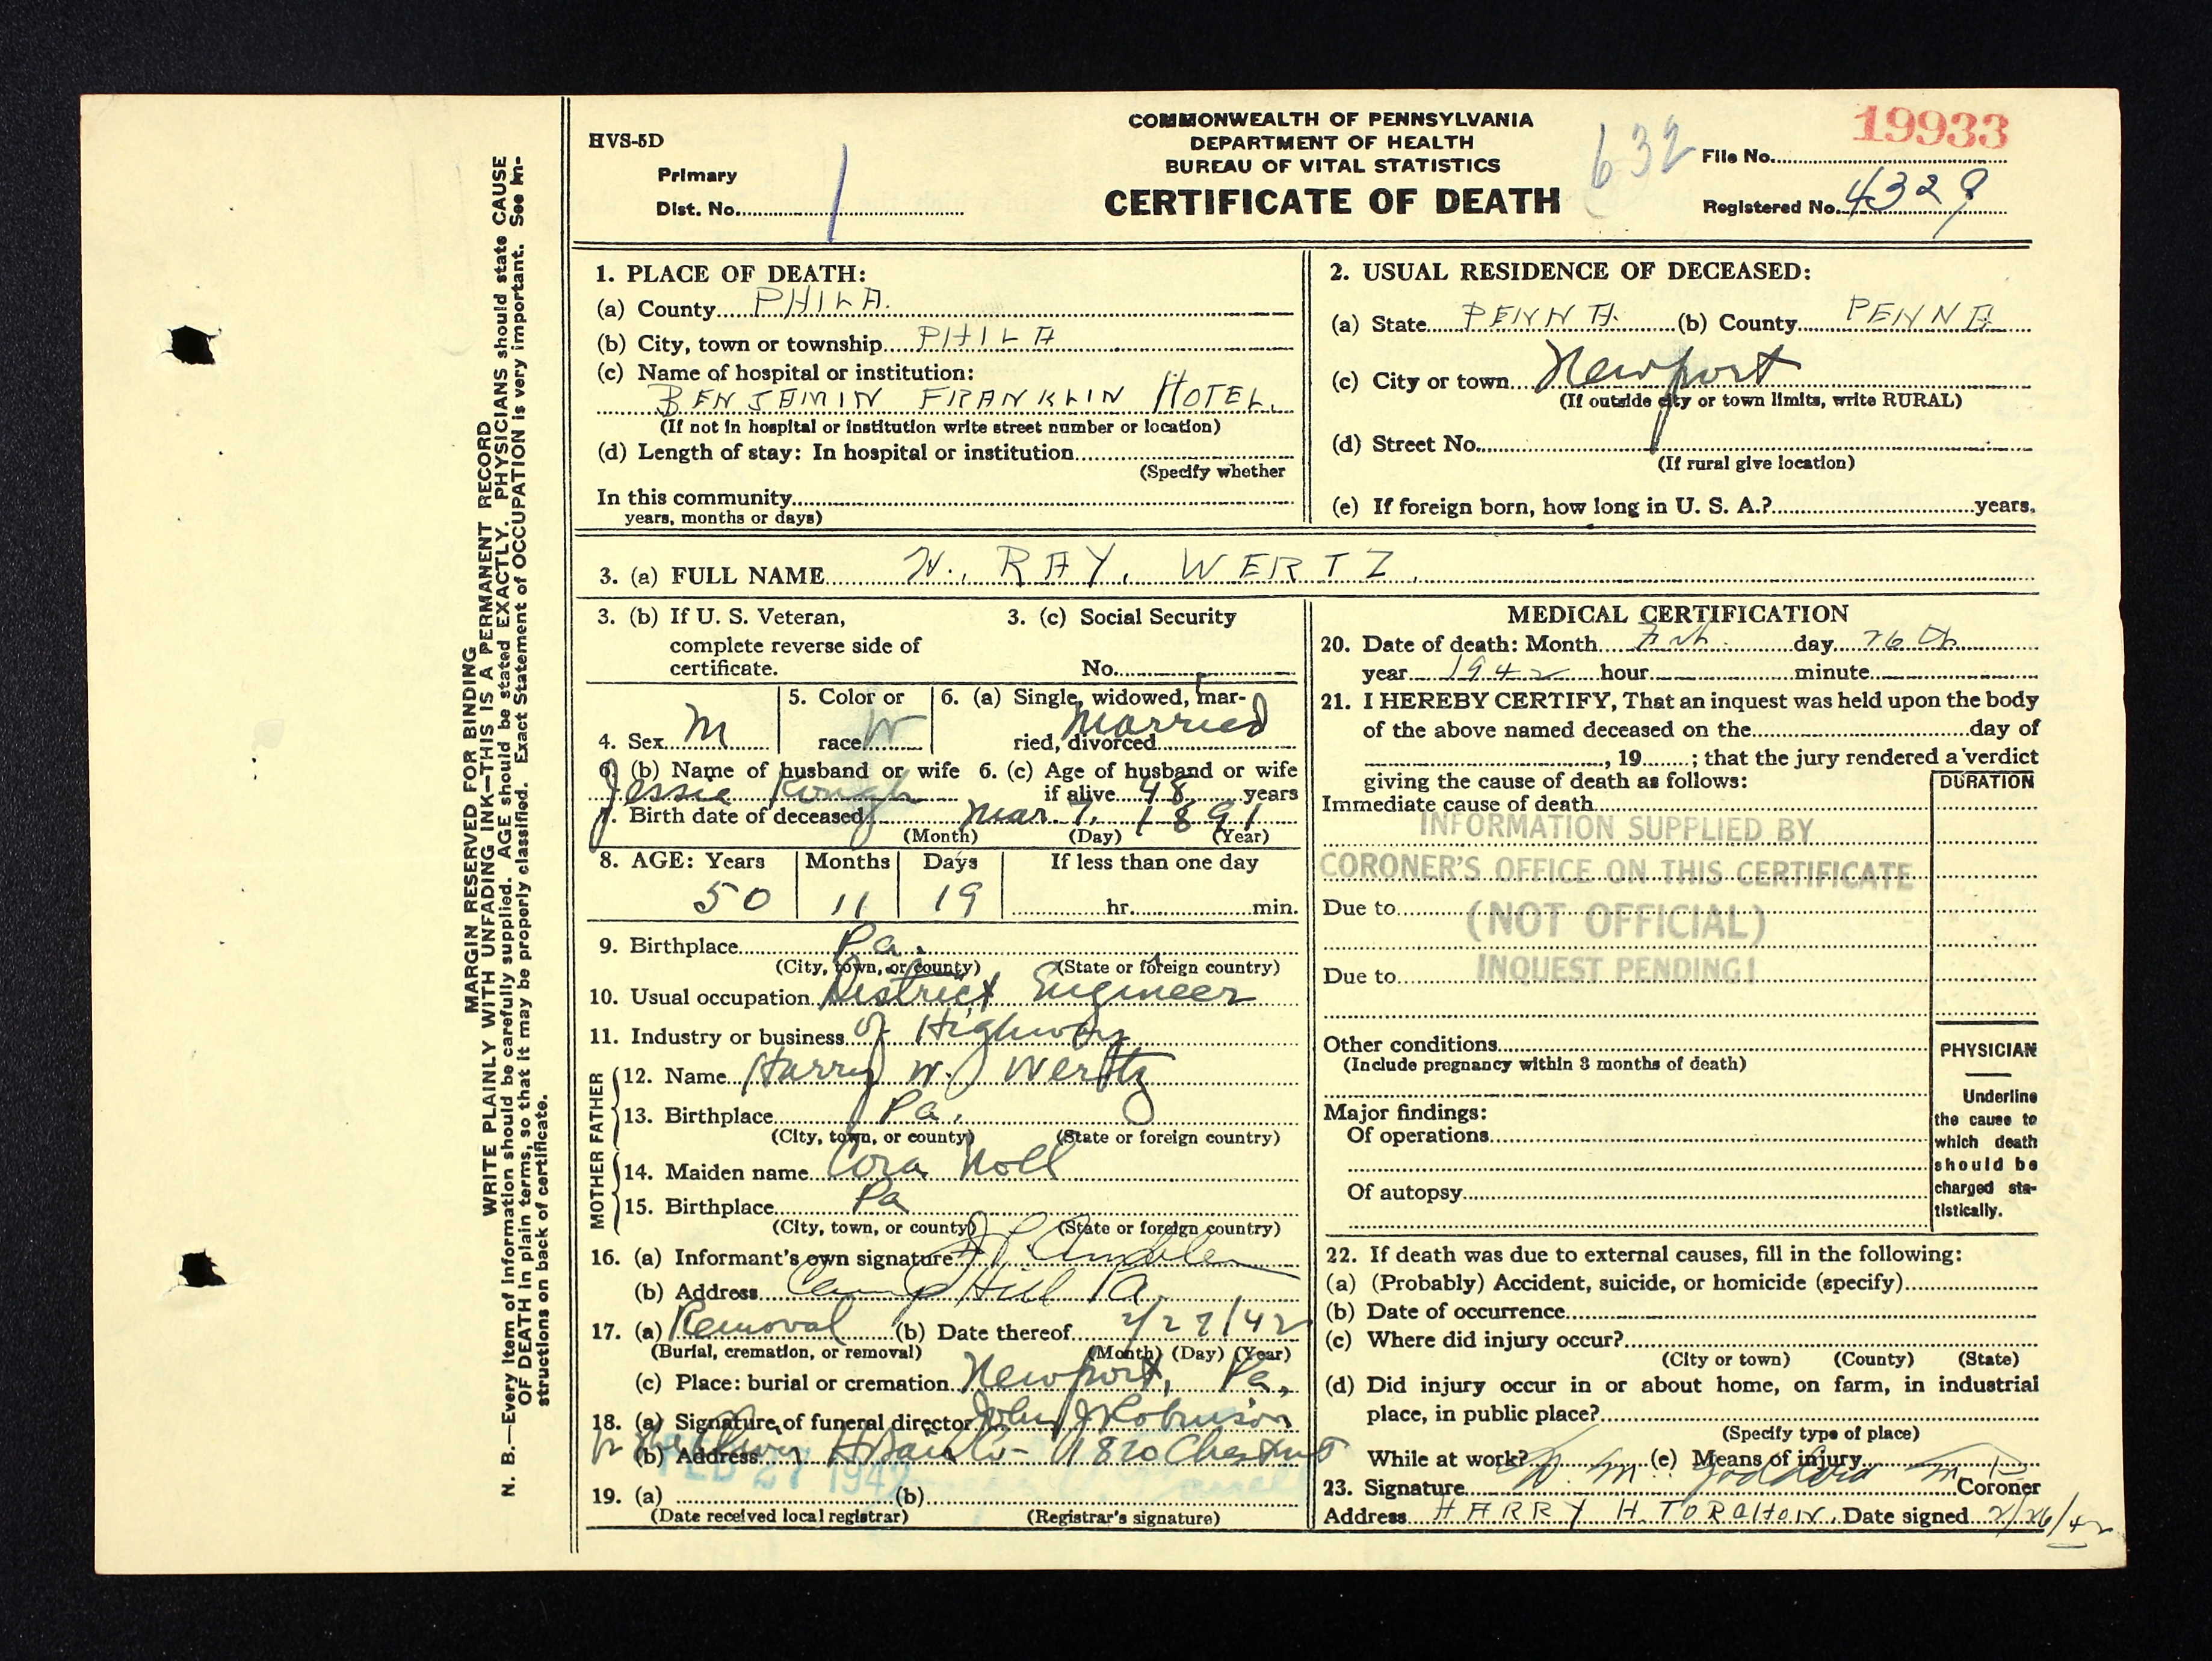 HVS-5D
COMMONWEALTH OF PENNSYLVANIA
DEPARTMENT OF HEALTH
BUREAU OF VITAL STATISTICS
CERTIFICATE OF DEATH
Primary
Dist. No. 1
632
File No. 19933
Registered No. 4329
MARGIN RESERVED FOR BINDING
WRITE PLAINLY WITH UNFADING INK—THIS IS A PERMANENT RECORD
N. B.—Every item of information should be carefully supplied. AGE should be stated EXACTLY. PHYSICIANS should state CAUSE
OF DEATH in plain terms, so that it may be properly classified. Exact Statement of OCCUPATION is very important. See In-
structions on back of certificate.
1. PLACE OF DEATH:
(a) County PHILA.
(b) City, town or township PHILA
(c) Name of hospital or institution:
BENJAMIN FRANKLIN HOTEL.
(If not in hospital or institution write street number or location)
(d) Length of stay: In hospital or institution
(Specify whether
In this community
years, months or days)
2. USUAL RESIDENCE OF DECEASED:
(a) State PENNA. (b) County PENNA
(c) City or town Newport
(If outside city or town limits, write RURAL)
(d) Street No.
(If rural give location)
(e) If foreign born, how long in U. S. A.? years.
3. (a) FULL NAME RAY. WERTZ
3. (b) If U. S. Veteran,
complete reverse side of
certificate.
3. (c) Social Security
No.
4. Sex M
5. Color or
race W
6. (a) Single, widowed, mar-
ried, divorced Married
6. (b) Name of husband or wife
Jessie Rough
6. (c) Age of husband or wife
if alive 48 years
7. Birth date of deceased Mar. 7, 1891
(Month) (Day) (Year)
8. AGE: Years Months Days If less than one day
50 11 19 hr. min.
9. Birthplace Pa.
(City, town, or county) (State or foreign country)
10. Usual occupation District Engineer
11. Industry or business of Highway
FATHER
12. Name Harry W. Wertz
13. Birthplace Pa.
(City, town, or county) (State or foreign country)
MOTHER
14. Maiden name Cora Noll
15. Birthplace Pa
(City, town, or county) (State or foreign country)
16. (a) Informant's own signature
(b) Address Camp Hill Pa
17. (a) Removal (b) Date thereof 2/27/42
(Burial, cremation, or removal) (Month) (Day) (Year)
(c) Place: burial or cremation Newport, Pa,
18. (a) Signature of funeral director John J Robinson
(b) Address 1820 Chestnut
FEB 27 1942
19. (a) (b)
(Date received local registrar) (Registrar's signature)
MEDICAL CERTIFICATION
20. Date of death: Month Feb. day 26th
year 1942 hour minute
21. I HEREBY CERTIFY, That an inquest was held upon the body
of the above named deceased on the day of
, 19 ; that the jury rendered a verdict
giving the cause of death as follows:
DURATION
Immediate cause of death
INFORMATION SUPPLIED BY
CORONER'S OFFICE ON THIS CERTIFICATE
Due to
(NOT OFFICIAL)
Due to
INQUEST PENDING!
Other conditions
(Include pregnancy within 3 months of death)
Major findings:
Of operations
Of autopsy
PHYSICIAN
Underline
the cause to
which death
should be
charged sta-
tistically.
22. If death was due to external causes, fill in the following:
(a) (Probably) Accident, suicide, or homicide (specify)
(b) Date of occurrence
(c) Where did injury occur?
(City or town) (County) (State)
(d) Did injury occur in or about home, on farm, in industrial
place, in public place?
(Specify type of place)
While at work? (e) Means of injury
23. Signature Coroner
Address HARRY H. Date signed 2/26/42